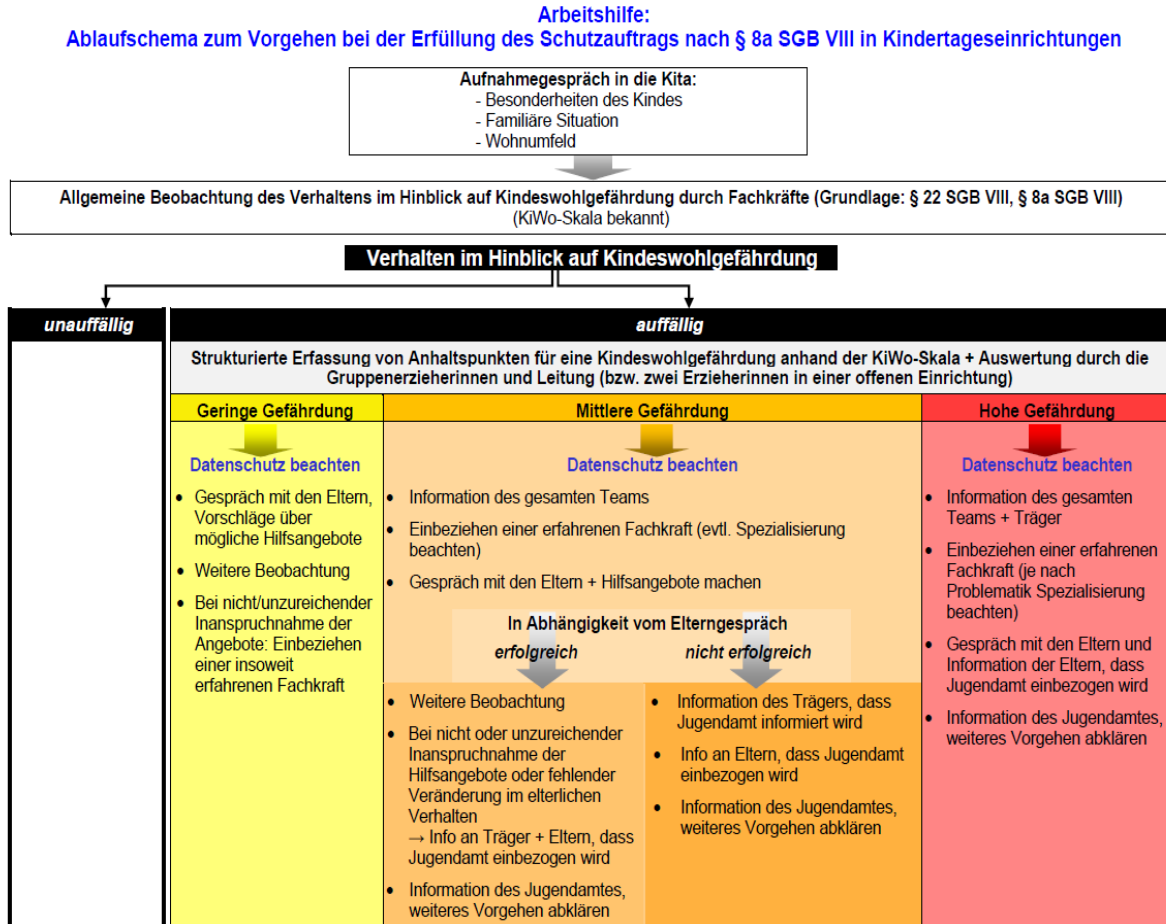 Arbeitshilfe:
Ablaufschema zum Vorgehen bei der Erfüllung des Schutzauftrags nach § 8a SGB VIII in Kindertageseinrichtungen
Aufnahmegespräch in die Kita:
- Besonderheiten des Kindes
- Familiäre Situation
- Wohnumfeld
Allgemeine Beobachtung des Verhaltens im Hinblick auf Kindeswohlgefährdung durch Fachkräfte (Grundlage: § 22 SGB VIII, § 8a SGB VIII)
(KiWo-Skala bekannt)
Verhalten im Hinblick auf Kindeswohlgefährdung
unauffällig
auffällig
Strukturierte Erfassung von Anhaltspunkten für eine Kindeswohlgefährdung anhand der KiWo-Skala + Auswertung durch die
Gruppenerzieherinnen und Leitung (bzw. zwei Erzieherinnen in einer offenen Einrichtung)
Geringe Gefährdung
Datenschutz beachten
• Gespräch mit den Eltern,
Vorschläge über
mögliche Hilfsangebote
• Weitere Beobachtung
• Bei nicht/unzureichender
Inanspruchnahme der
Angebote: Einbeziehen
einer insoweit
erfahrenen Fachkraft
Mittlere Gefährdung
Datenschutz beachten
• Information des gesamten Teams
• Einbeziehen einer erfahrenen Fachkraft (evtl. Spezialisierung
beachten)
• Gespräch mit den Eltern + Hilfsangebote machen
In Abhängigkeit vom Elterngespräch
erfolgreich
nicht erfolgreich
• Weitere Beobachtung
• Bei nicht oder unzureichender
Inanspruchnahme der
Hilfsangebote oder fehlender
Veränderung im elterlichen
Verhalten
→ Info an Träger + Eltern, dass
Jugendamt einbezogen wird
• Information des Jugendamtes,
weiteres Vorgehen abklären
• Information des Trägers, dass
Jugendamt informiert wird
• Info an Eltern, dass Jugendamt
einbezogen wird
• Information des Jugendamtes,
weiteres Vorgehen abklären
Hohe Gefährdung
Datenschutz beachten
• Information des gesamten
Teams + Träger
• Einbeziehen einer erfahrenen
Fachkraft (je nach
Problematik Spezialisierung
beachten)
• Gespräch mit den Eltern und
Information der Eltern, dass
Jugendamt einbezogen wird
• Information des Jugendamtes,
weiteres Vorgehen abklären